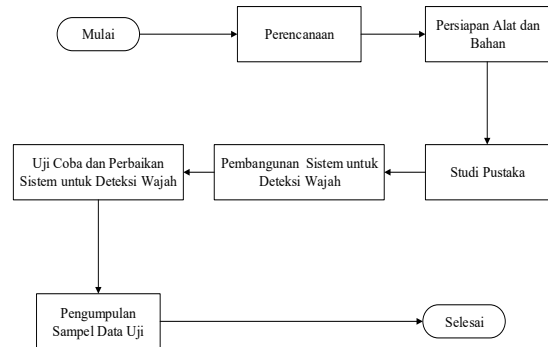 Mulai
Perencanaan
Persiapan Alat dan
Bahan
Studi Pustaka
Pembangunan Sistem untuk
Deteksi Wajah
Uji Coba dan Perbaikan
Sistem untuk Deteksi Wajah
Pengumpulan
Sampel Data Uji
Selesai